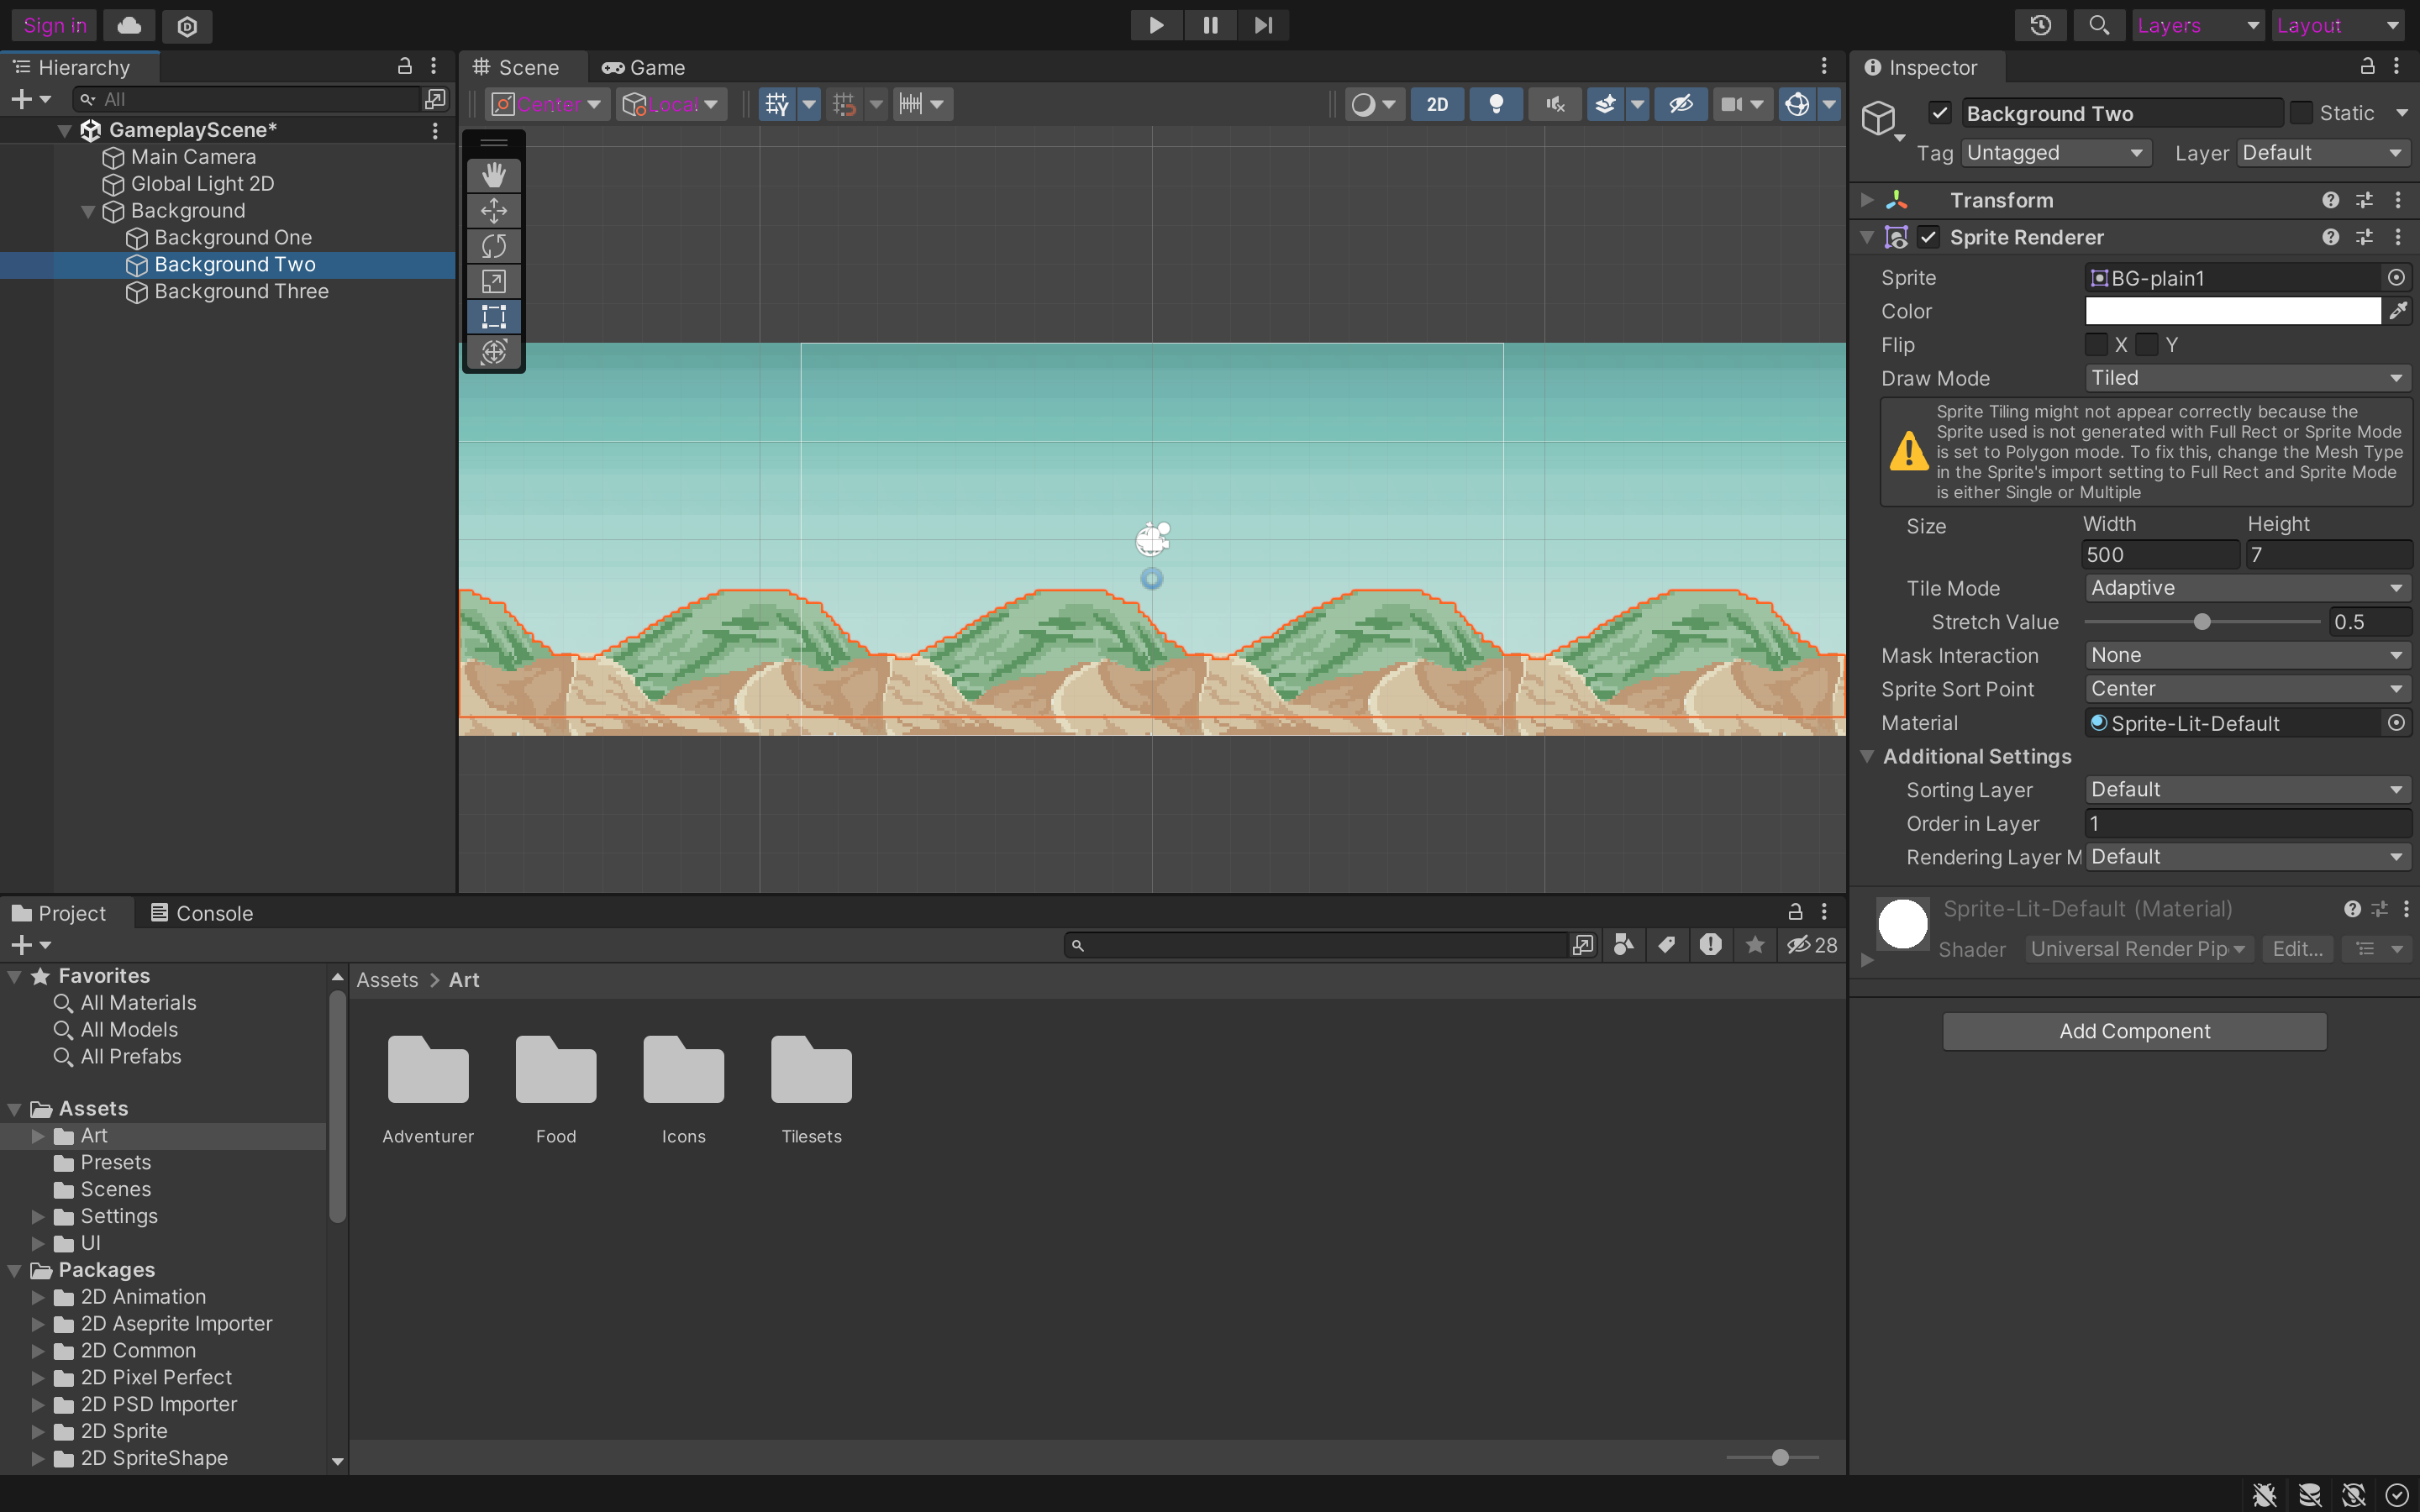 Sign in
Layers
Layout
Hierarchy
All
GameplayScene*
Main Camera
Global Light 2D
Background
Background One
Background Two
Background Three
Scene
Game
Center
Local
2D
Inspector
Background Two
Static
Tag Untagged
Layer Default
Transform
Sprite Renderer
Sprite BG-plain1
Color
Flip X Y
Draw Mode Tiled
Sprite Tiling might not appear correctly because the
Sprite used is not generated with Full Rect or Sprite Mode
is set to Polygon mode. To fix this, change the Mesh Type
in the Sprite's import setting to Full Rect and Sprite Mode
is either Single or Multiple
Size Width Height
500 7
Tile Mode Adaptive
Stretch Value 0.5
Mask Interaction None
Sprite Sort Point Center
Material Sprite-Lit-Default
Additional Settings
Sorting Layer Default
Order in Layer 1
Rendering Layer M Default
Sprite-Lit-Default (Material)
Shader Universal Render Pip Edit...
Add Component
Project
Console
28
Favorites
All Materials
All Models
All Prefabs
Assets
Art
Presets
Scenes
Settings
UI
Packages
2D Animation
2D Aseprite Importer
2D Common
2D Pixel Perfect
2D PSD Importer
2D Sprite
2D SpriteShape
Assets > Art
Adventurer
Food
Icons
Tilesets